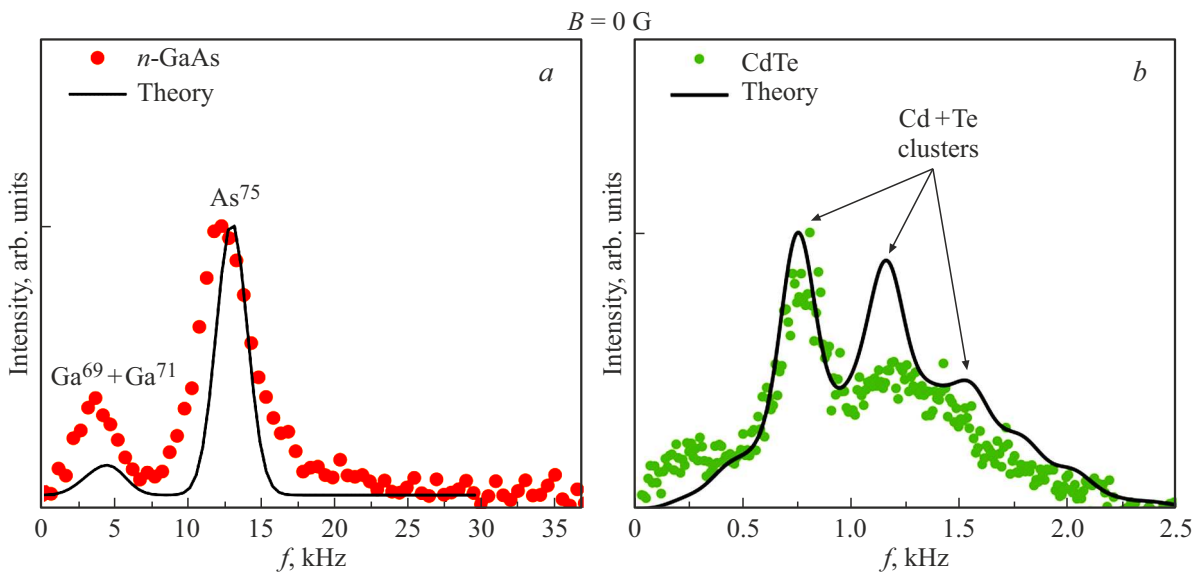 B = 0 G
n-GaAs
Theory
a
As⁷⁵
Ga⁶⁹ + Ga⁷¹
Intensity, arb. units
0 5 10 15 20 25 30 35
f, kHz
CdTe
Theory
b
Cd + Te
clusters
Intensity, arb. units
0 0.5 1.0 1.5 2.0 2.5
f, kHz